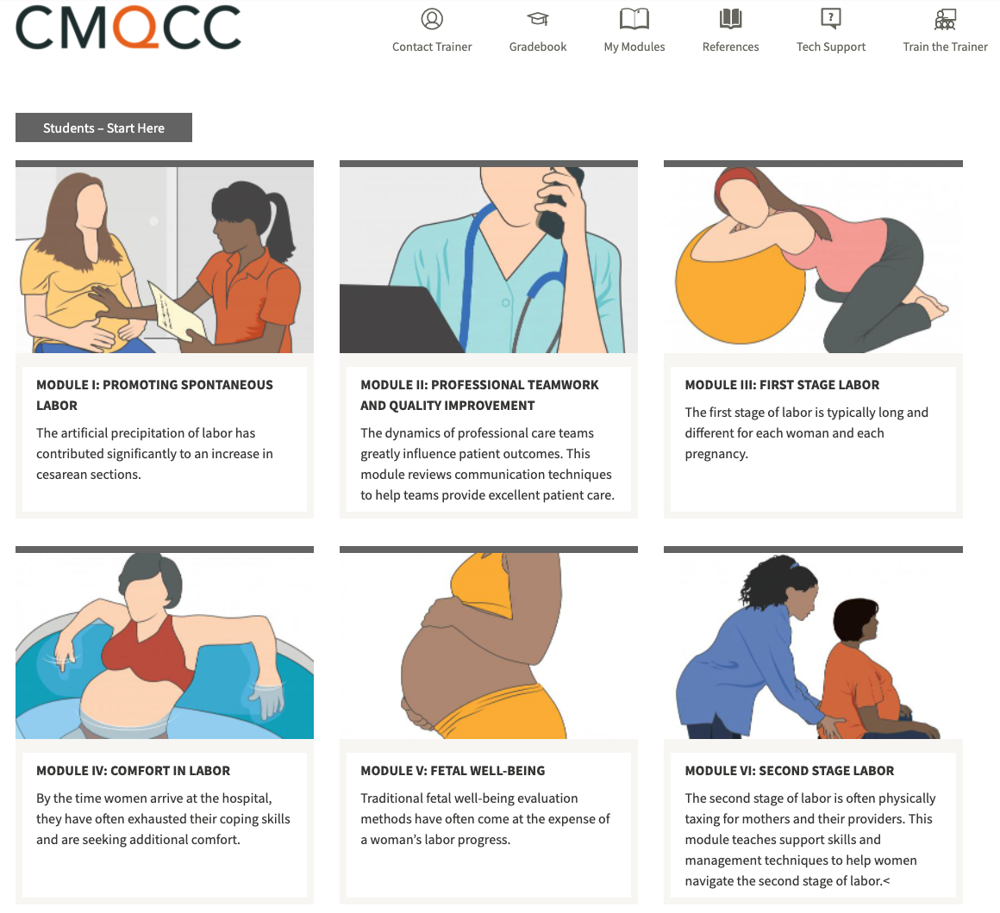 CMQCC
Contact Trainer
Gradebook
My Modules
References
Tech Support
Train the Trainer
Students – Start Here
MODULE I: PROMOTING SPONTANEOUS
LABOR
The artificial precipitation of labor has
contributed significantly to an increase in
cesarean sections.
MODULE II: PROFESSIONAL TEAMWORK
AND QUALITY IMPROVEMENT
The dynamics of professional care teams
greatly influence patient outcomes. This
module reviews communication techniques
to help teams provide excellent patient care.
MODULE III: FIRST STAGE LABOR
The first stage of labor is typically long and
different for each woman and each
pregnancy.
MODULE IV: COMFORT IN LABOR
By the time women arrive at the hospital,
they have often exhausted their coping skills
and are seeking additional comfort.
MODULE V: FETAL WELL-BEING
Traditional fetal well-being evaluation
methods have often come at the expense of
a woman’s labor progress.
MODULE VI: SECOND STAGE LABOR
The second stage of labor is often physically
taxing for mothers and their providers. This
module teaches support skills and
management techniques to help women
navigate the second stage of labor.<